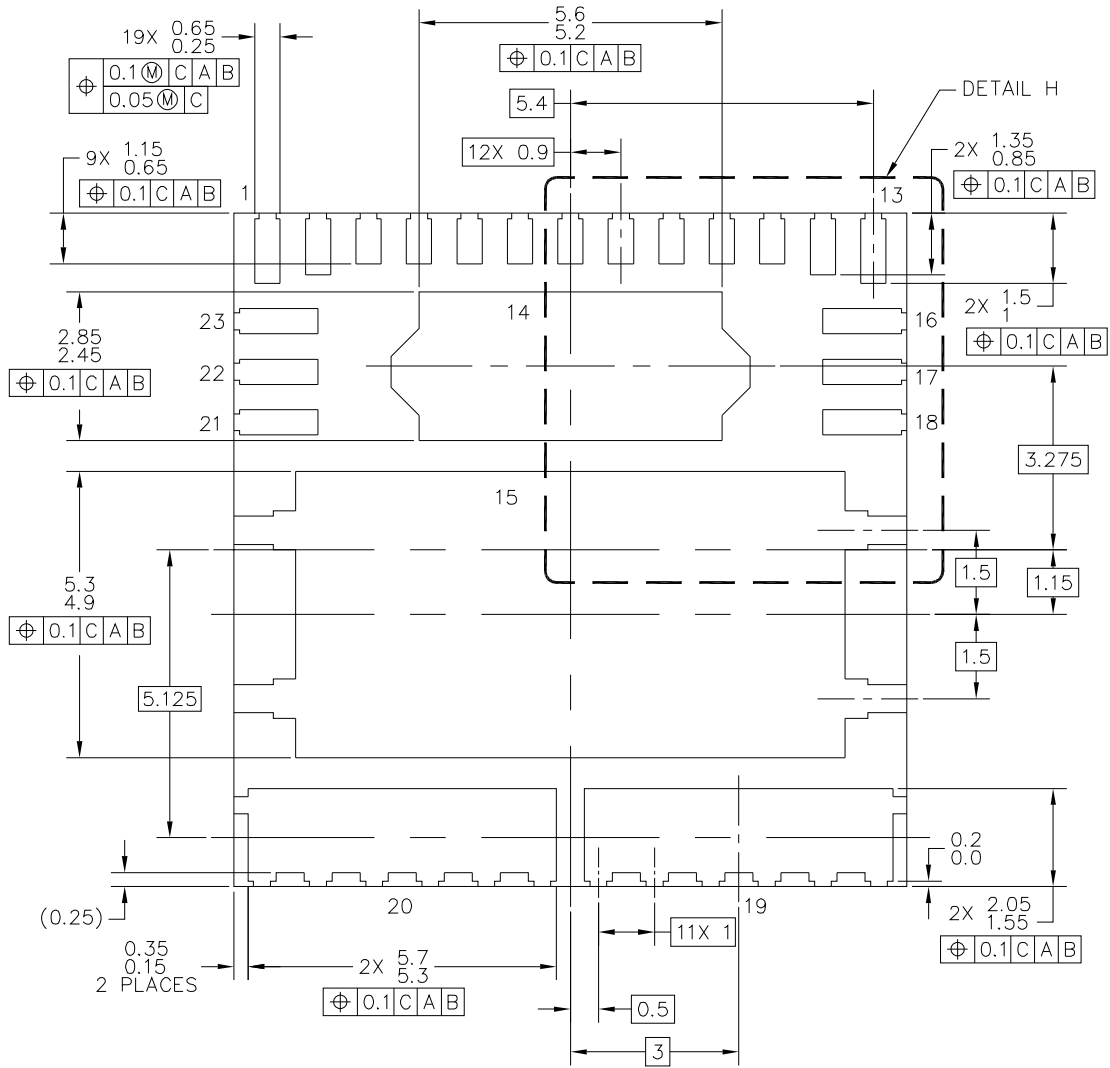 5.6
5.2
⌖ 0.1 C A B
19X 0.65
0.25
⌖ 0.1 Ⓜ C A B
0.05 Ⓜ C
5.4
DETAIL H
12X 0.9
9X 1.15
0.65
⌖ 0.1 C A B
2X 1.35
0.85
⌖ 0.1 C A B
1
13
14
2X 1.5
1
⌖ 0.1 C A B
23
16
2.85
2.45
⌖ 0.1 C A B
22
17
21
18
3.275
15
1.5
1.15
5.3
4.9
⌖ 0.1 C A B
1.5
5.125
0.2
0.0
(0.25)
20
19
2X 2.05
1.55
⌖ 0.1 C A B
11X 1
0.35
0.15
2 PLACES
2X 5.7
5.3
⌖ 0.1 C A B
0.5
3